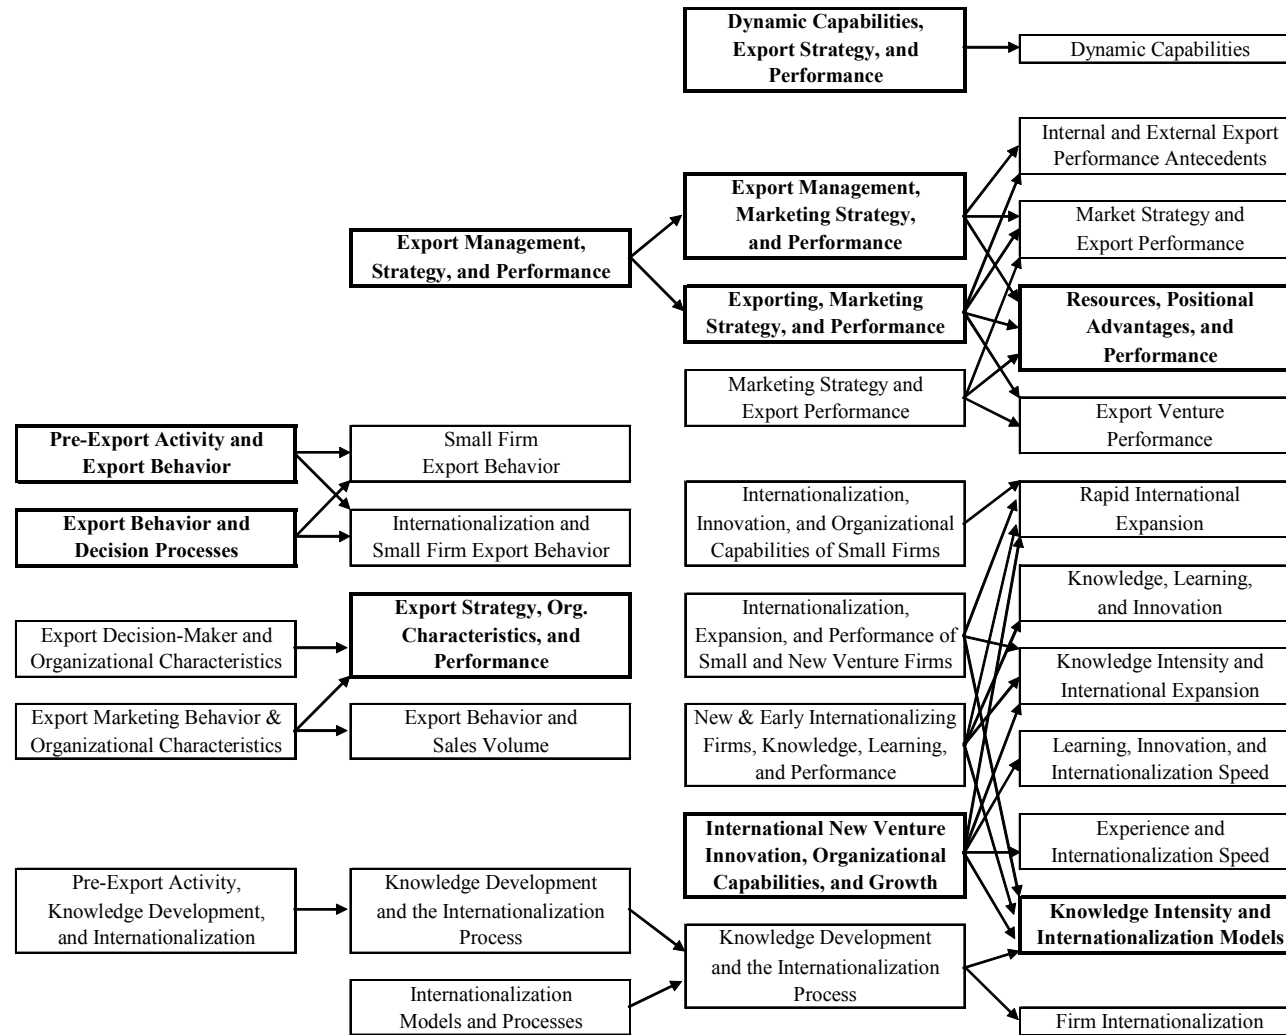 Dynamic Capabilities,
Export Strategy, and
Performance
Dynamic Capabilities
Internal and External Export
Performance Antecedents
Export Management,
Marketing Strategy,
and Performance
Market Strategy and
Export Performance
Export Management,
Strategy, and Performance
Exporting, Marketing
Strategy, and Performance
Resources, Positional
Advantages, and
Performance
Marketing Strategy and
Export Performance
Export Venture
Performance
Pre-Export Activity and
Export Behavior
Small Firm
Export Behavior
Internationalization,
Innovation, and Organizational
Capabilities of Small Firms
Rapid International
Expansion
Export Behavior and
Decision Processes
Internationalization and
Small Firm Export Behavior
Knowledge, Learning,
and Innovation
Export Decision-Maker and
Organizational Characteristics
Export Strategy, Org.
Characteristics, and
Performance
Internationalization,
Expansion, and Performance of
Small and New Venture Firms
Knowledge Intensity and
International Expansion
Export Marketing Behavior &
Organizational Characteristics
Export Behavior and
Sales Volume
New & Early Internationalizing
Firms, Knowledge, Learning,
and Performance
Learning, Innovation, and
Internationalization Speed
International New Venture
Innovation, Organizational
Capabilities, and Growth
Experience and
Internationalization Speed
Pre-Export Activity,
Knowledge Development,
and Internationalization
Knowledge Development
and the Internationalization
Process
Knowledge Intensity and
Internationalization Models
Knowledge Development
and the Internationalization
Process
Internationalization
Models and Processes
Firm Internationalization